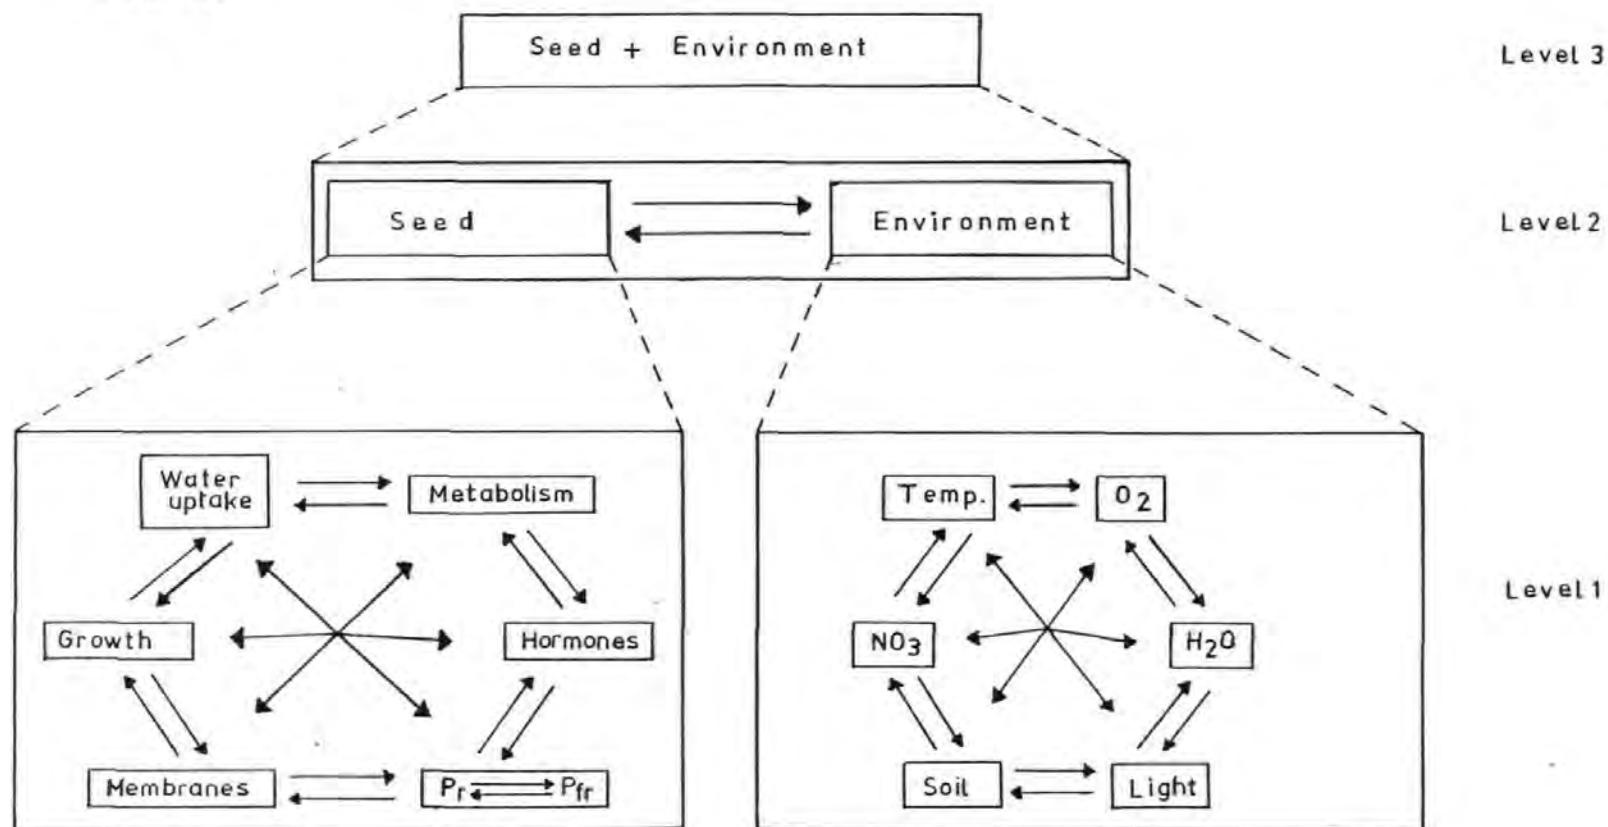 Seed + Environment
Level 3
Seed
Environment
Level 2
Water
uptake
Metabolism
Temp.
O2
Level 1
Growth
Hormones
NO3
H2O
Membranes
Pr Pfr
Soil
Light